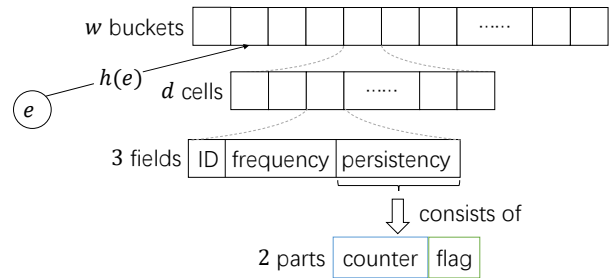 w buckets ……
h(e)
e
d cells ……
3 fields ID frequency persistency
consists of
2 parts counter flag